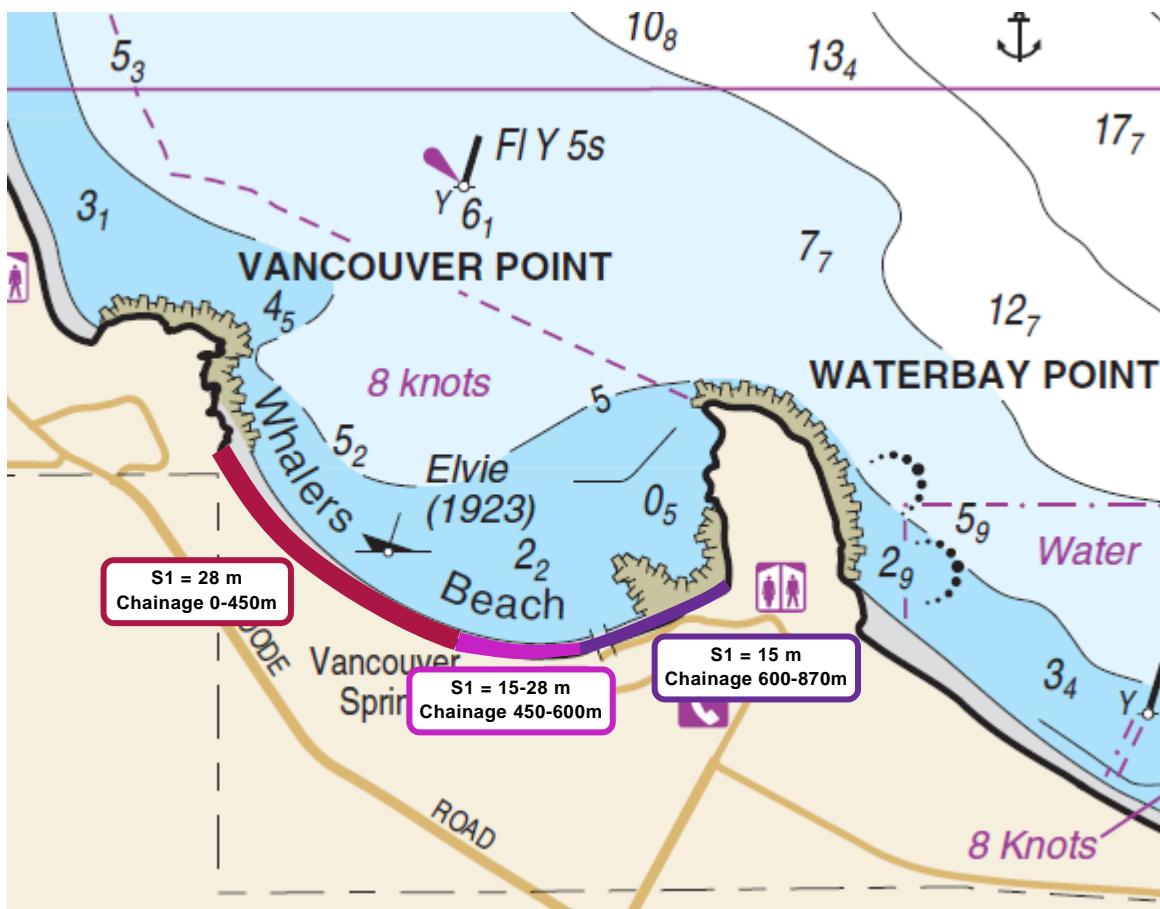 10₈
13₄
5₃
17₇
Fl Y 5s
Y 6₁
3₁
7₇
VANCOUVER POINT
4₅
12₇
8 knots
WATERBAY POINT
5
5₂
Whalers
Elvie
(1923)
0₅
5₉
Water
2₂
2₉
Beach
S1 = 28 m
Chainage 0-450m
ODE
Vancouver
Sprin
S1 = 15-28 m
Chainage 450-600m
S1 = 15 m
Chainage 600-870m
3₄
Y
ROAD
8 Knots